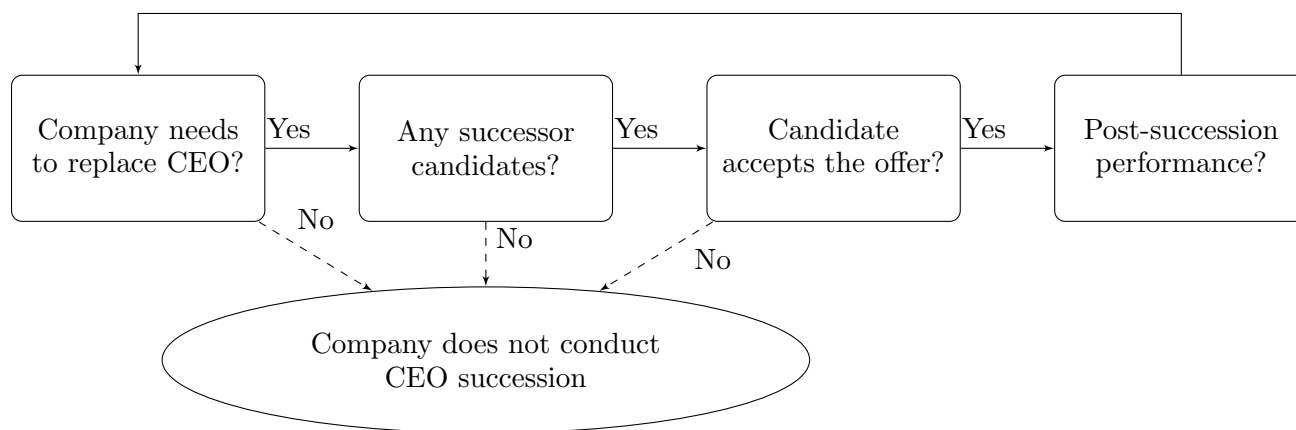 Company needs
to replace CEO?
Yes
Any successor
candidates?
Yes
Candidate
accepts the offer?
Yes
Post-succession
performance?
No
No
No
Company does not conduct
CEO succession